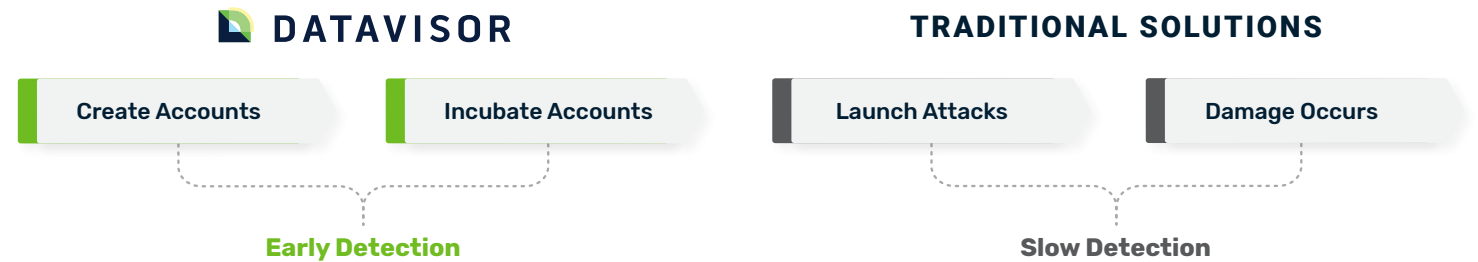 DATAVISOR
Create Accounts
Incubate Accounts
Early Detection
TRADITIONAL SOLUTIONS
Launch Attacks
Damage Occurs
Slow Detection